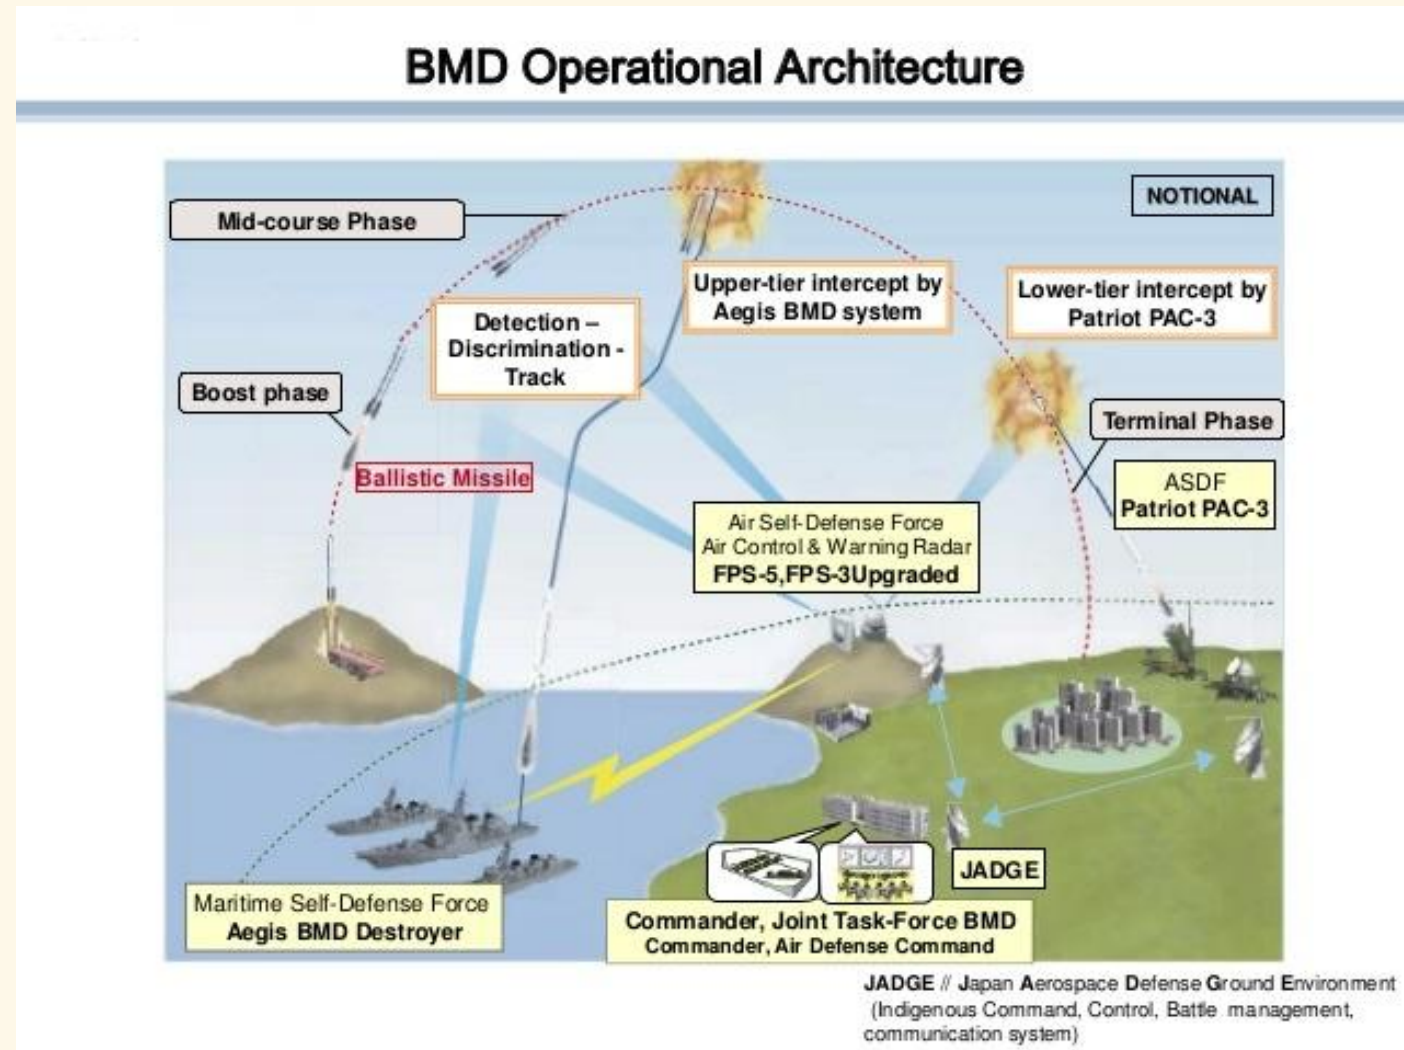 BMD Operational Architecture
NOTIONAL
Mid-course Phase
Upper-tier intercept by
Aegis BMD system
Lower-tier intercept by
Patriot PAC-3
Detection –
Discrimination -
Track
Boost phase
Terminal Phase
Ballistic Missile
ASDF
Patriot PAC-3
Air Self-Defense Force
Air Control & Warning Radar
FPS-5,FPS-3Upgraded
JADGE
Maritime Self-Defense Force
Aegis BMD Destroyer
Commander, Joint Task-Force BMD
Commander, Air Defense Command
JADGE // Japan Aerospace Defense Ground Environment
(Indigenous Command, Control, Battle management,
communication system)